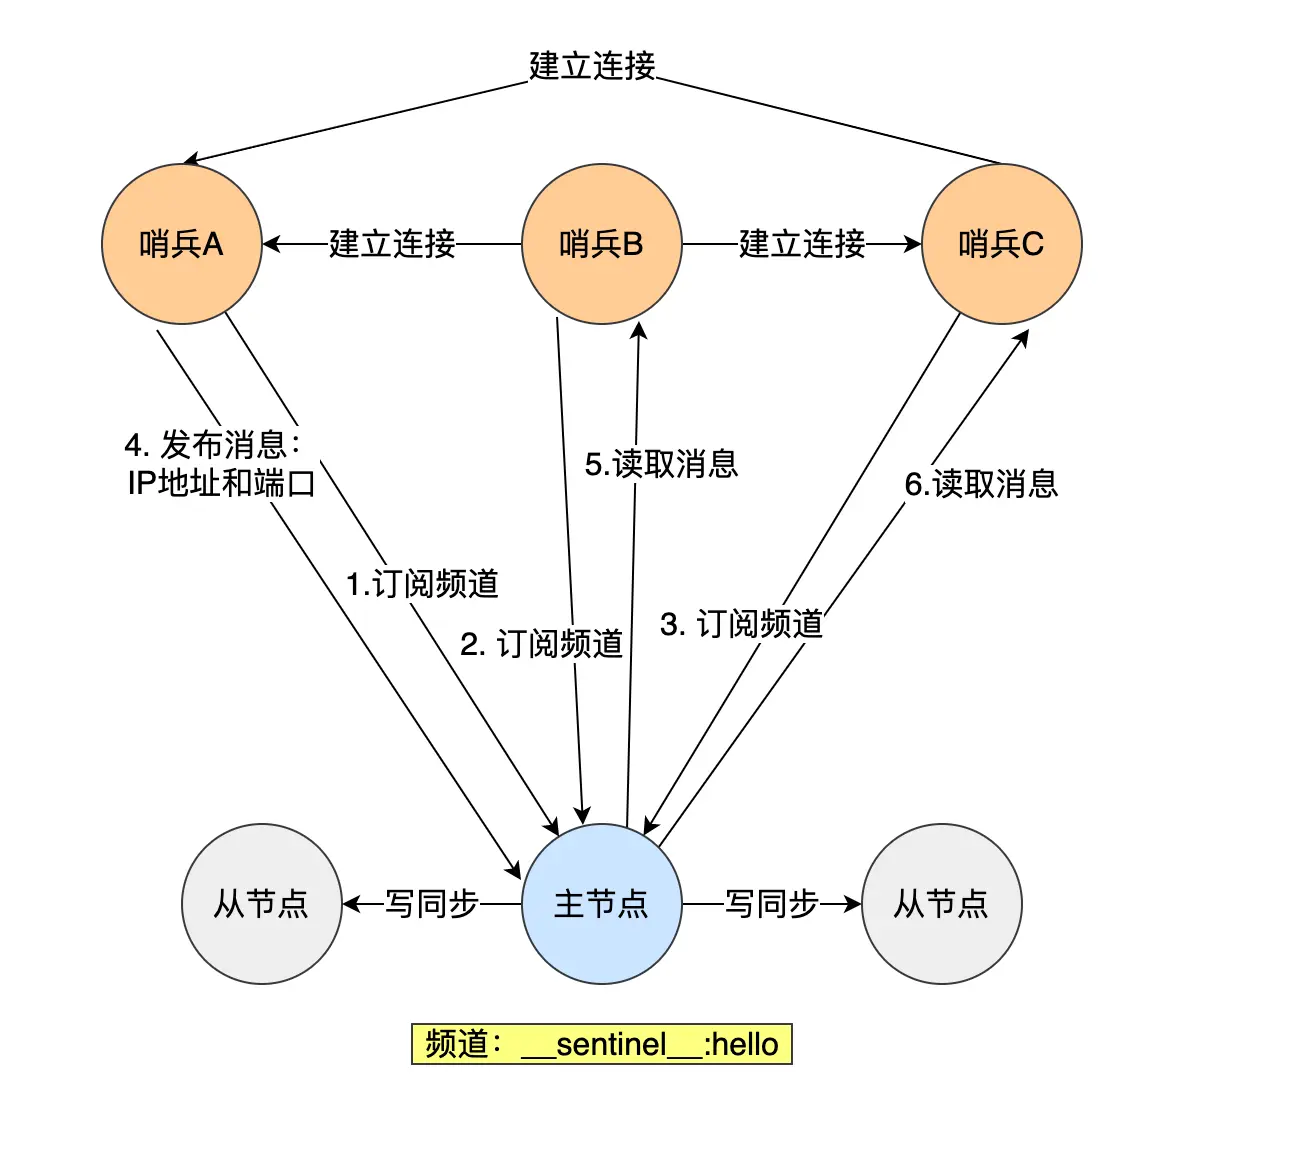 建立连接
哨兵A
建立连接
哨兵B
建立连接
哨兵C
4. 发布消息：
IP地址和端口
5.读取消息
6.读取消息
1.订阅频道
2. 订阅频道
3. 订阅频道
从节点
写同步
主节点
写同步
从节点
频道：__sentinel__:hello